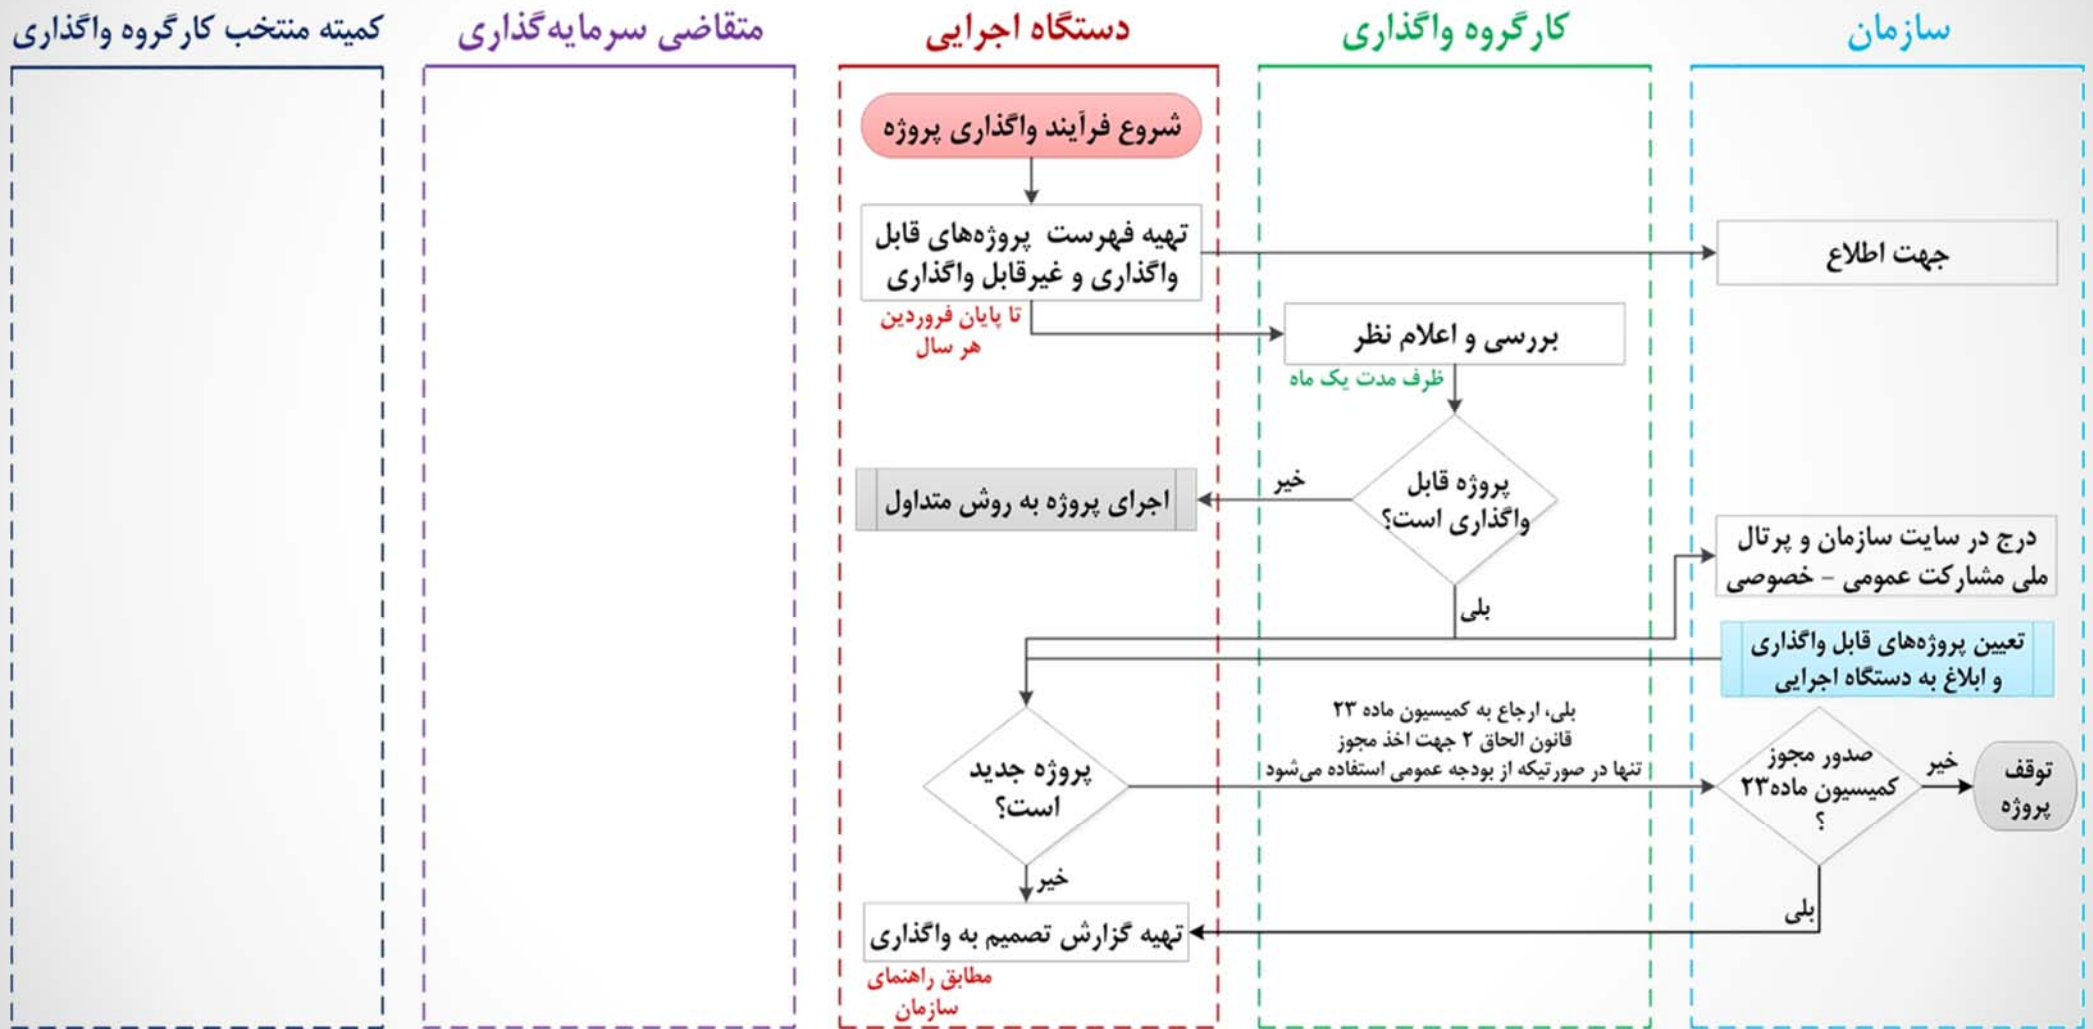 سازمان
کارگروه واگذاری
دستگاه اجرایی
متقاضی سرمایه‌گذاری
کمیته منتخب کارگروه واگذاری
شروع فرآیند واگذاری پروژه
تهیه فهرست پروژه‌های قابل
واگذاری و غیرقابل واگذاری
جهت اطلاع
تا پایان فروردین
هر سال
بررسی و اعلام نظر
ظرف مدت یک ماه
پروژه قابل
واگذاری است؟
خیر
اجرای پروژه به روش متداول
درج در سایت سازمان و پرتال
ملی مشارکت عمومی - خصوصی
بلی
تعیین پروژه‌های قابل واگذاری
و ابلاغ به دستگاه اجرایی
بلی، ارجاع به کمیسیون ماده ۲۳
قانون الحاق ۲ جهت اخذ مجوز
تنها در صورتیکه از بودجه عمومی استفاده می‌شود
پروژه جدید
است؟
صدور مجوز
کمیسیون ماده۲۳
؟
خیر
توقف
پروژه
خیر
بلی
تهیه گزارش تصمیم به واگذاری
مطابق راهنمای
سازمان